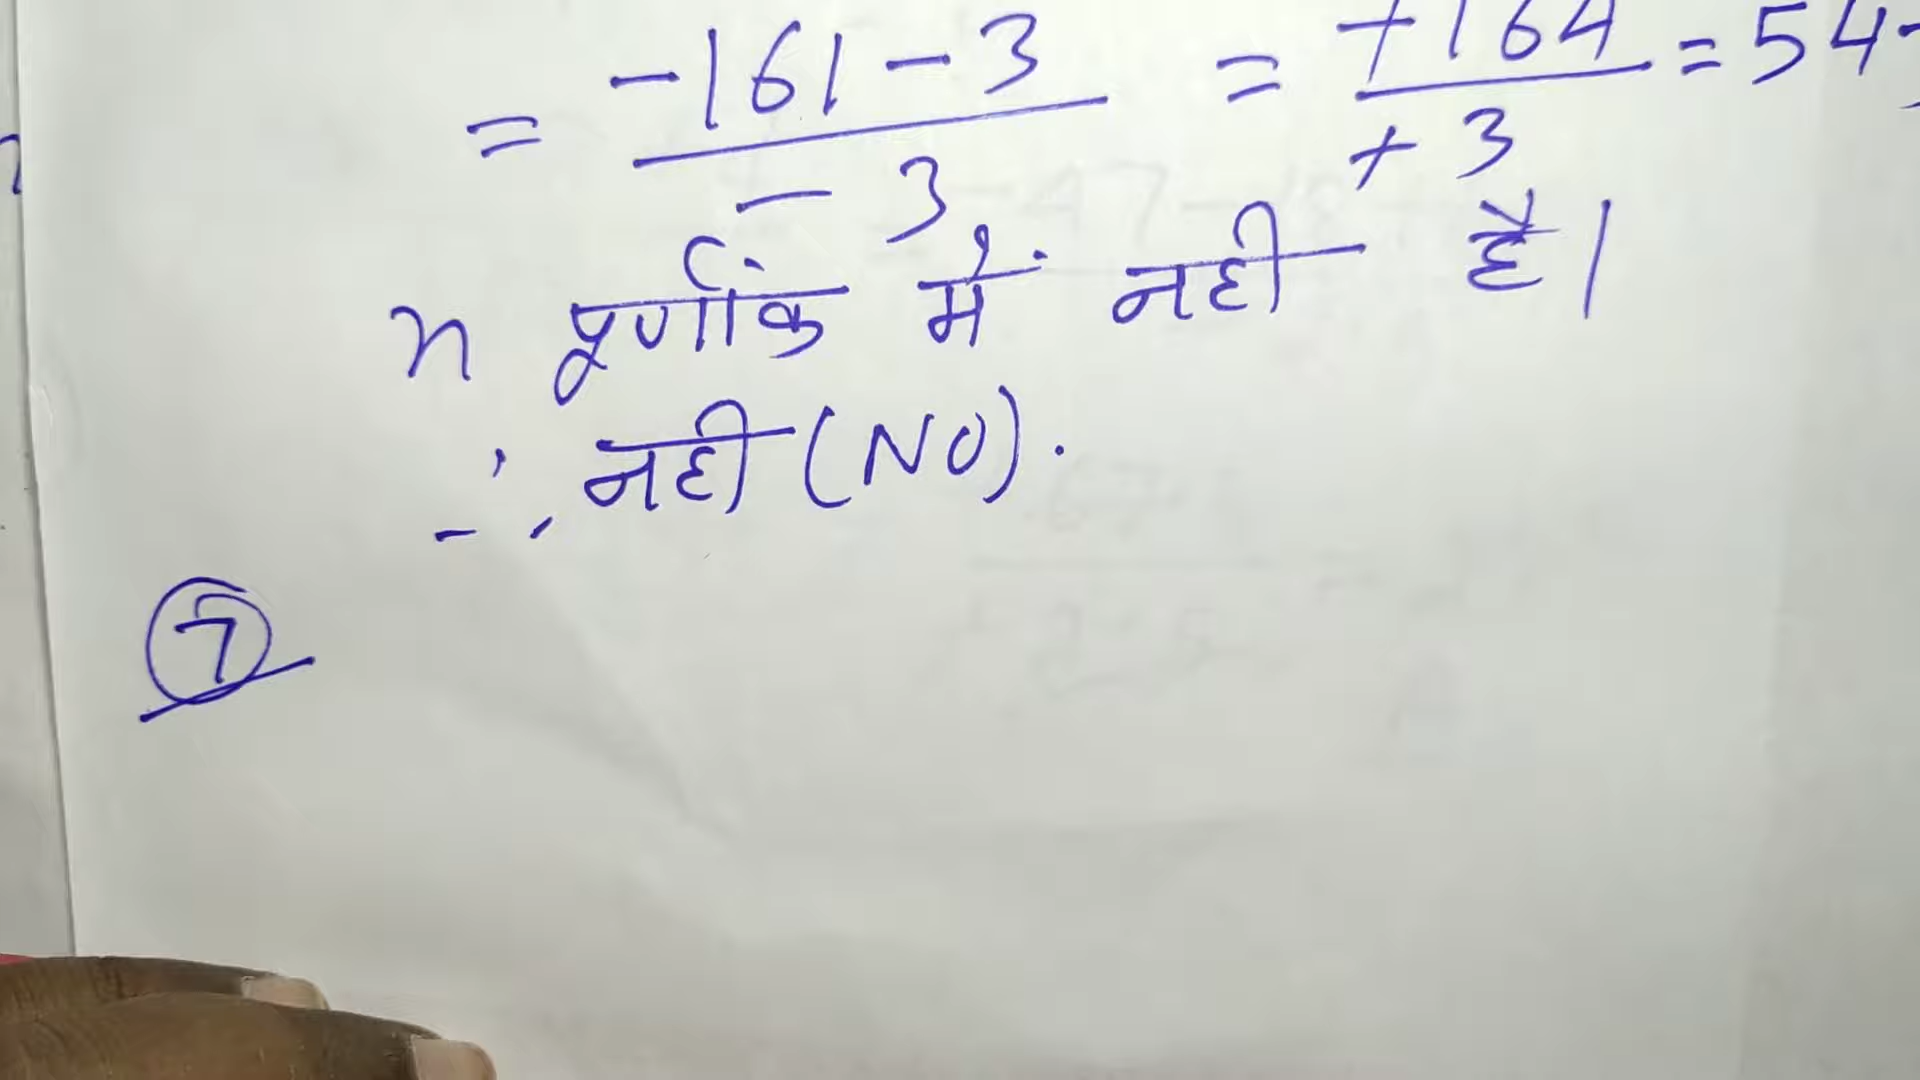 = -161-3 / -3 = +164 / +3 = 54
n पूर्णांक में नही है।
∴ नही (NO).
7